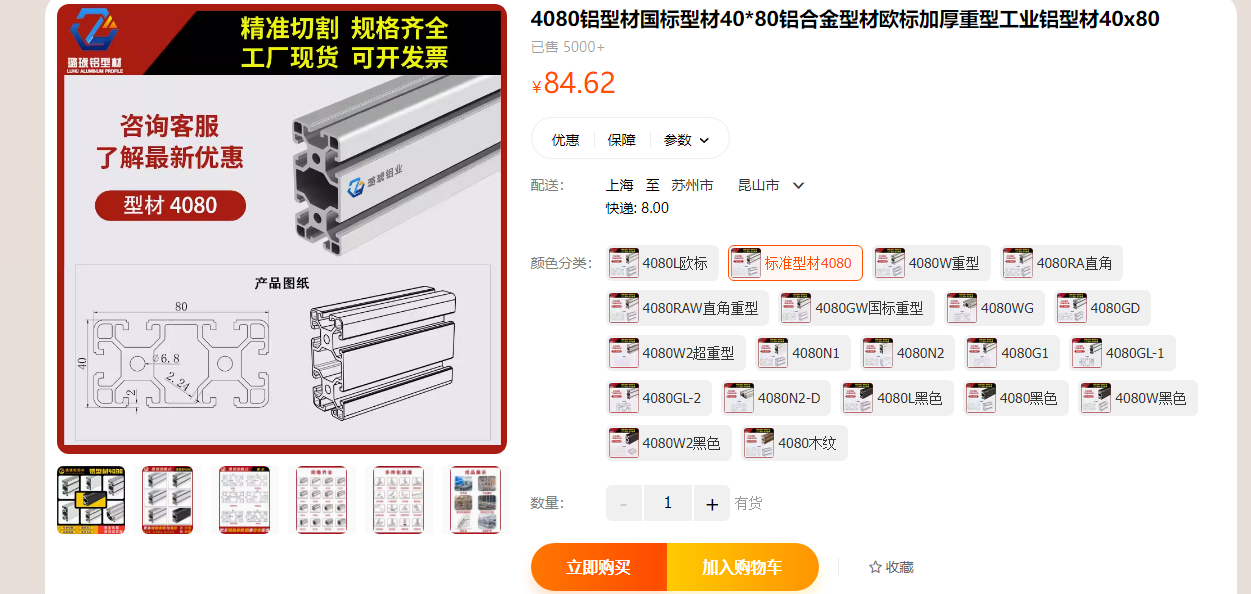 精准切割 规格齐全
工厂现货 可开发票
璐琥铝型材
LUHU ALUMINUM PROFILE
咨询客服
了解最新优惠
型材 4080
璐琥铝业
产品图纸
80
40
ø6.8
2.24
2
4080铝型材国标型材40*80铝合金型材欧标加厚重型工业铝型材40x80
已售 5000+
¥84.62
优惠 保障 参数
配送: 上海 至 苏州市 昆山市
快递: 8.00
颜色分类: 4080L欧标 标准型材4080 4080W重型 4080RA直角
4080RAW直角重型 4080GW国标重型 4080WG 4080GD
4080W2超重型 4080N1 4080N2 4080G1 4080GL-1
4080GL-2 4080N2-D 4080L黑色 4080黑色 4080W黑色
4080W2黑色 4080木纹
数量: - 1 + 有货
立即购买 加入购物车 收藏